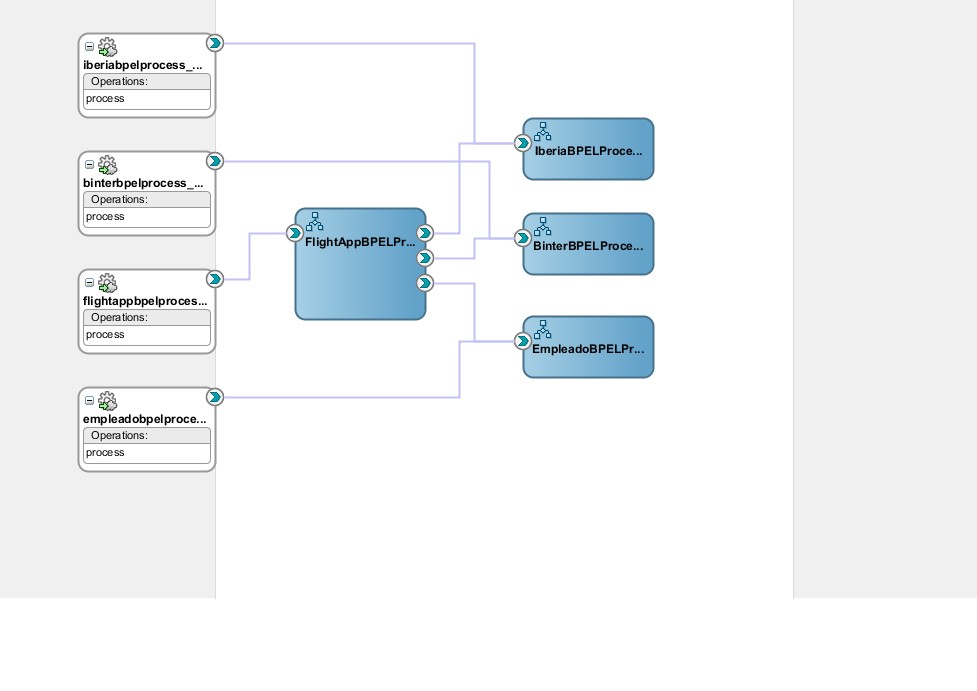 iberiabpelprocess_...
Operations:
process
binterbpelprocess_...
Operations:
process
flightappbpelproces...
Operations:
process
empleadobpelproce...
Operations:
process
FlightAppBPELPr...
IberiaBPELProce...
BinterBPELProce...
EmpleadoBPELPr...